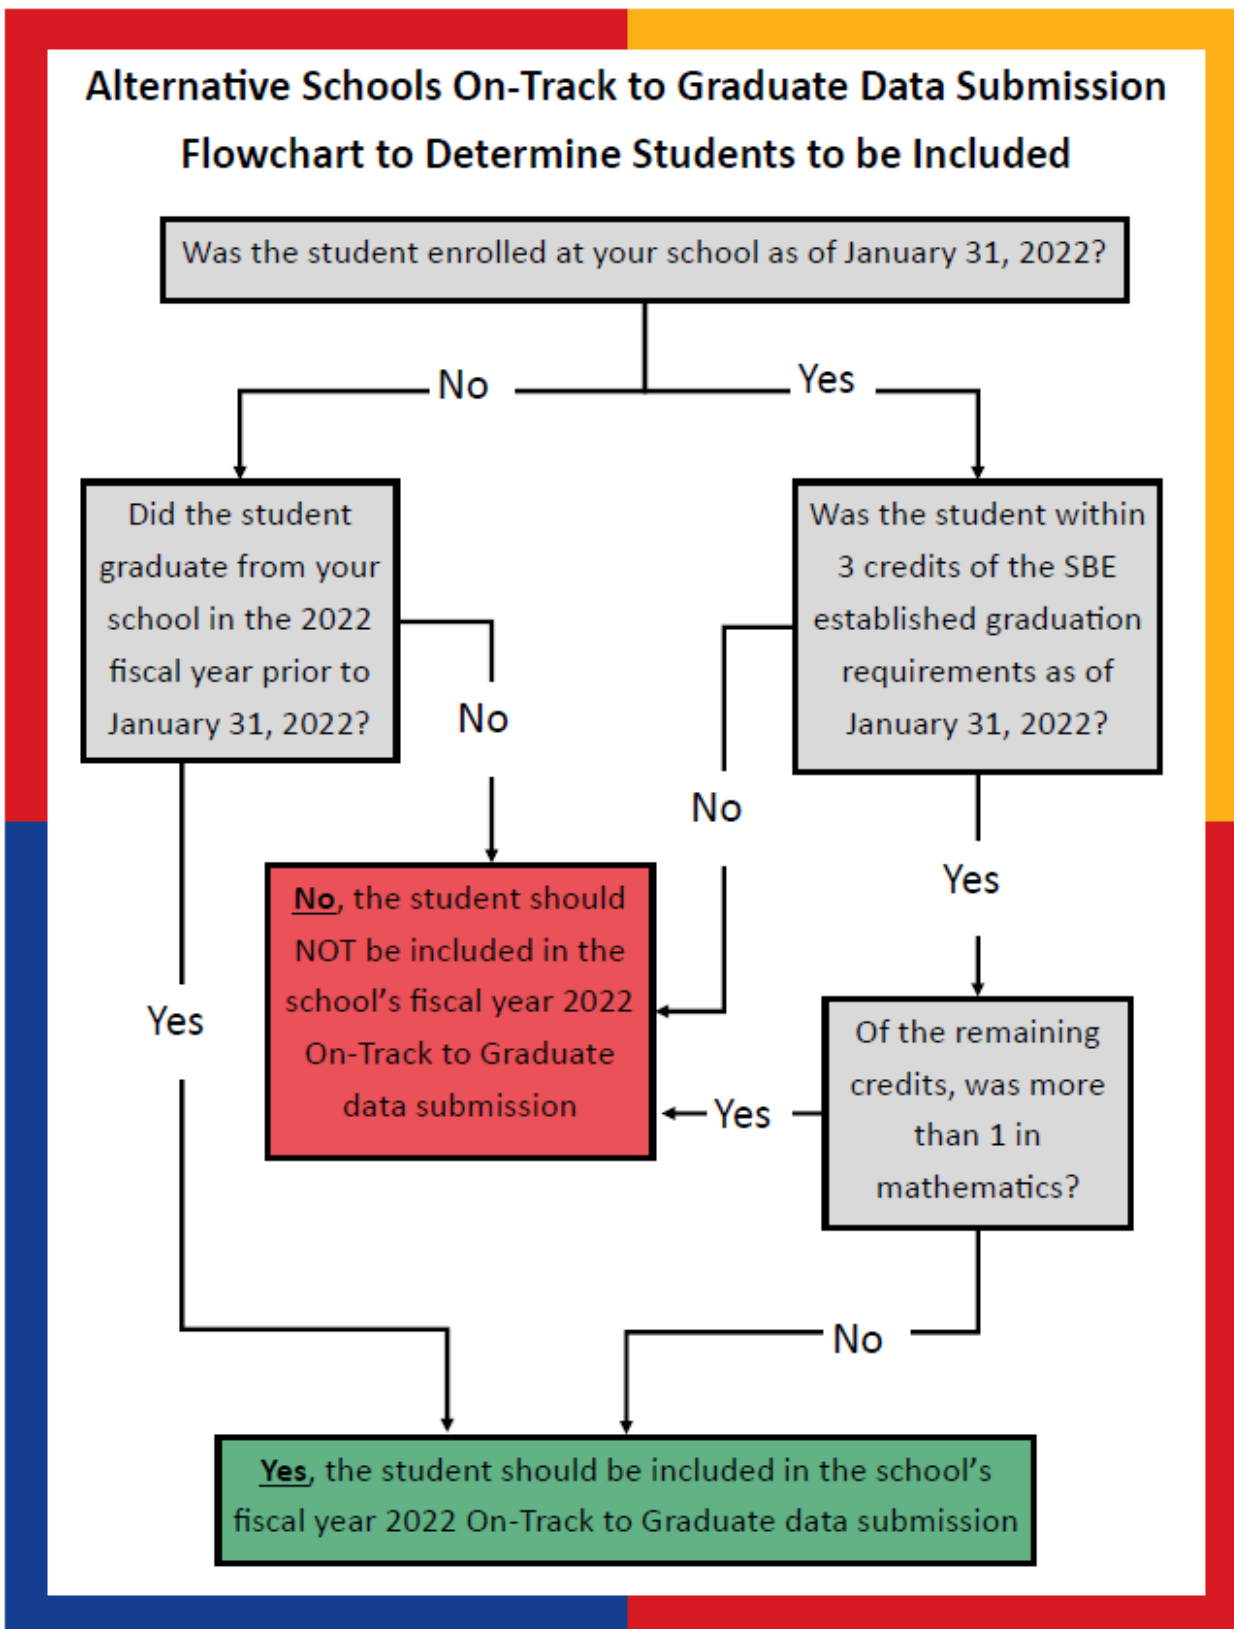 Alternative Schools On-Track to Graduate Data Submission
Flowchart to Determine Students to be Included
Was the student enrolled at your school as of January 31, 2022?
No
Yes
Did the student
graduate from your
school in the 2022
fiscal year prior to
January 31, 2022?
Was the student within
3 credits of the SBE
established graduation
requirements as of
January 31, 2022?
No
No
Yes
No, the student should
NOT be included in the
school’s fiscal year 2022
On-Track to Graduate
data submission
Yes
Of the remaining
credits, was more
than 1 in
mathematics?
Yes
No
Yes, the student should be included in the school’s
fiscal year 2022 On-Track to Graduate data submission